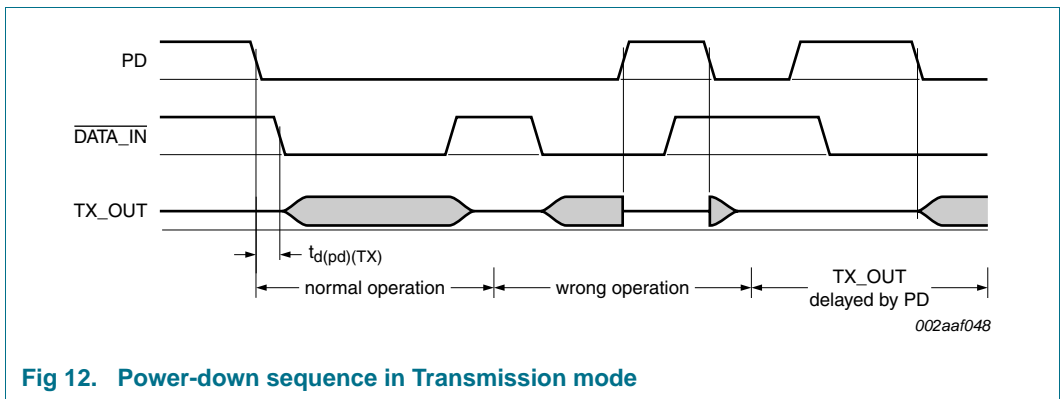 PD
DATA_IN
TX_OUT
td(pd)(TX)
normal operation
wrong operation
TX_OUT
delayed by PD
002aaf048
Fig 12. Power-down sequence in Transmission mode